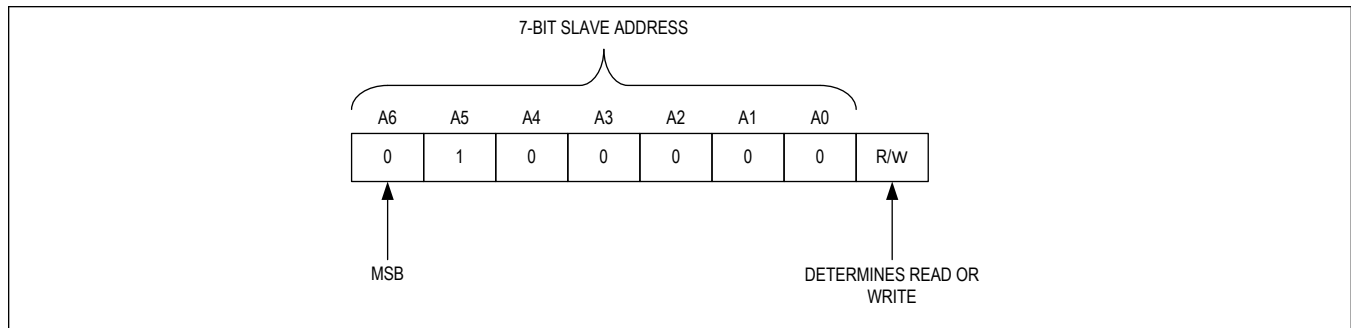 7-BIT SLAVE ADDRESS
A6 A5 A4 A3 A2 A1 A0
0 1 0 0 0 0 0 R/W
MSB
DETERMINES READ OR
WRITE